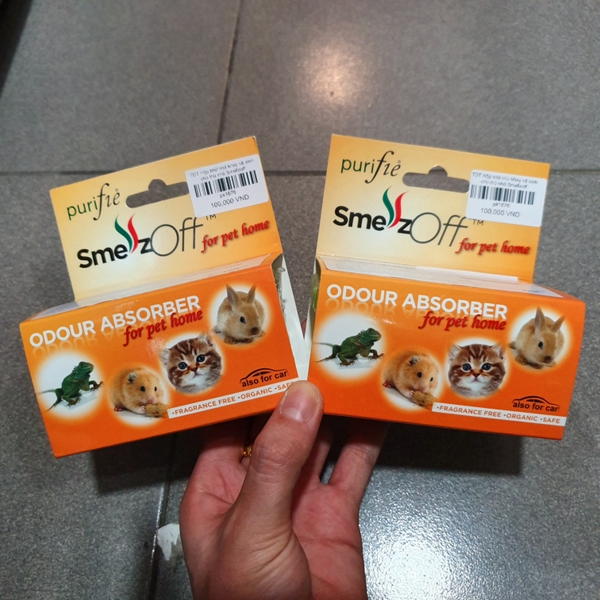 purifiè
SmellzOff™
for pet home
100,000 VND
ODOUR ABSORBER
for pet home
also for car
•FRAGRANCE FREE •ORGANIC •SAFE
purifiè
SmellzOff™
for pet home
100,000 VND
ODOUR ABSORBER
for pet home
also for car
•FRAGRANCE FREE •ORGANIC •SAFE